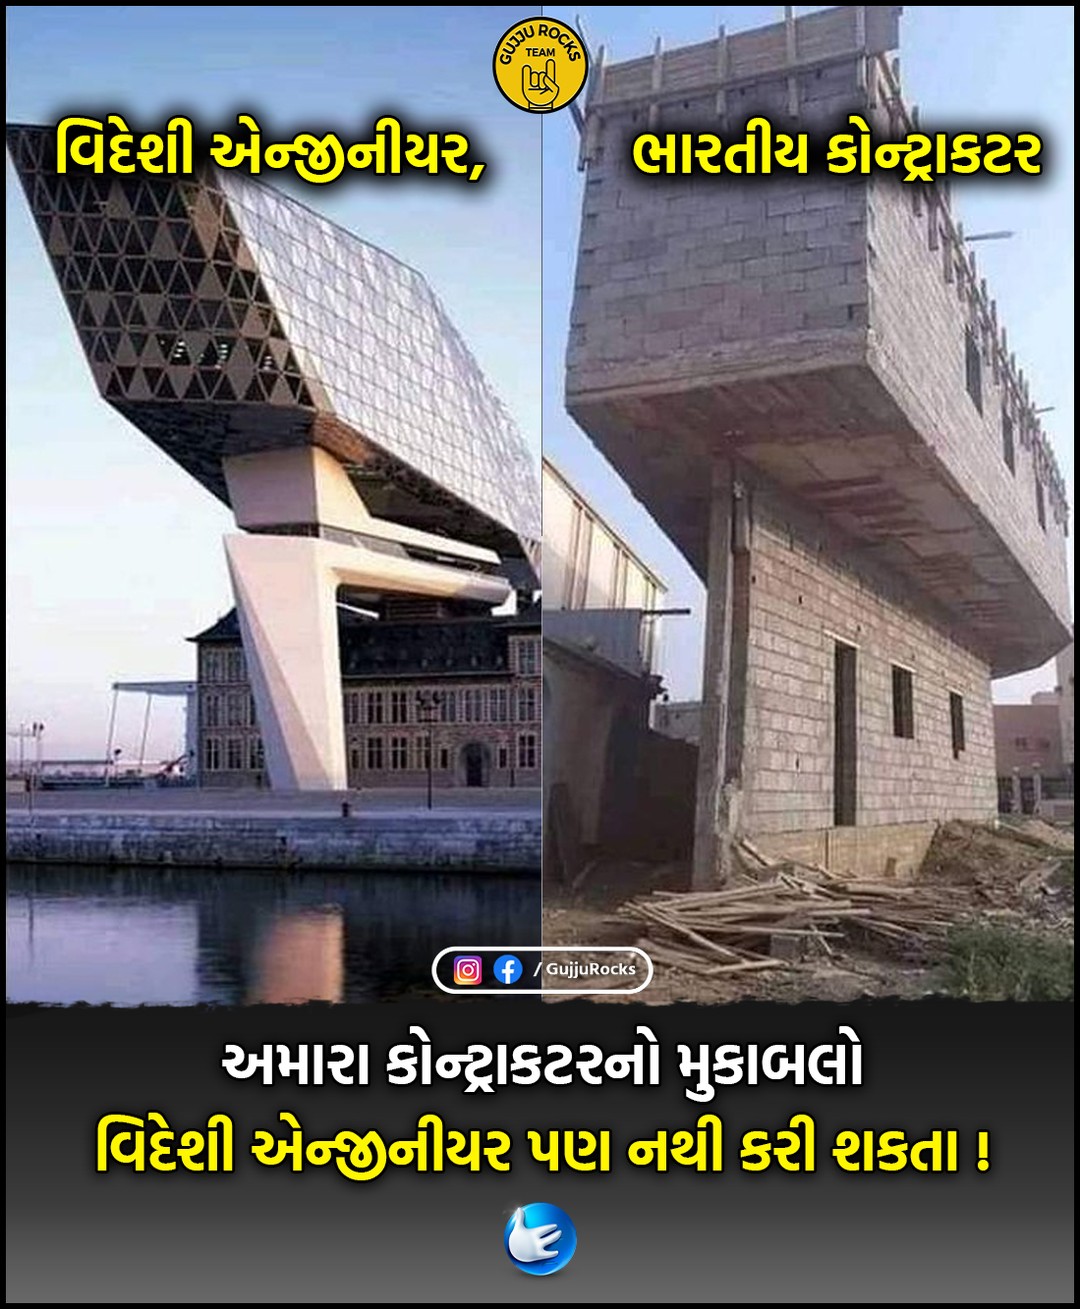 GUJJU ROCKS
TEAM
વિદેશી એન્જીનીયર,
ભારતીય કોન્ટ્રાકટર
/ GujjuRocks
અમારા કોન્ટ્રાકટરનો મુકાબલો
વિદેશી એન્જીનીયર પણ નથી કરી શકતા !